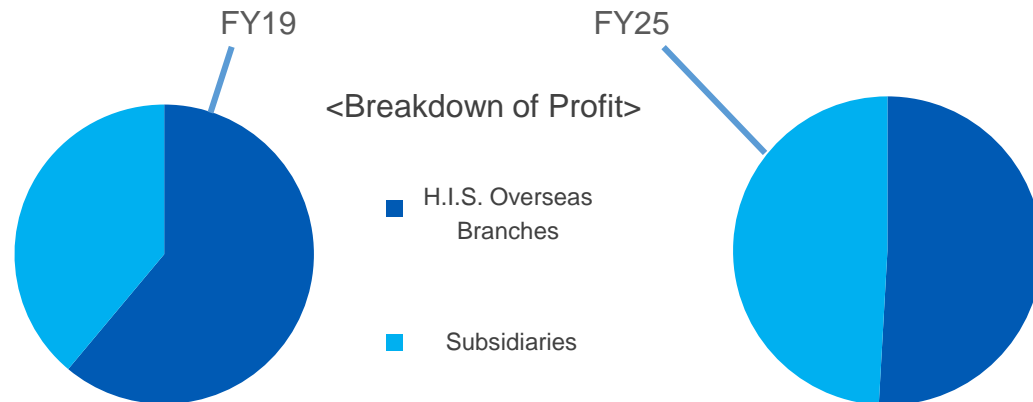 FY19
FY25
<Breakdown of Profit>
H.I.S. Overseas
Branches
Subsidiaries